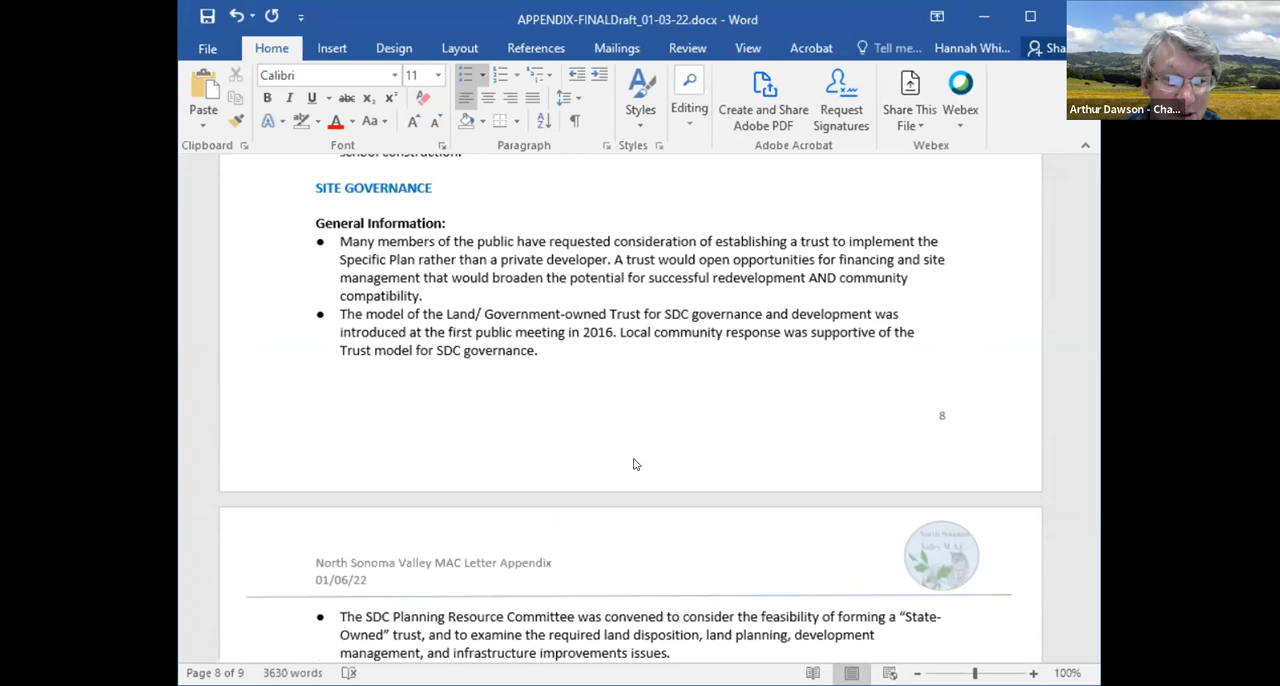 APPENDIX-FINALDraft_01-03-22.docx - Word
File Home Insert Design Layout References Mailings Review View Acrobat Tell me... Hannah Whi... Sha
Arthur Dawson - Cha...
Calibri 11
Paste
Styles
Editing
Create and Share Adobe PDF
Request Signatures
Share This File
Webex
Clipboard Font Paragraph Styles Adobe Acrobat Webex
school construction.
SITE GOVERNANCE
General Information:
● Many members of the public have requested consideration of establishing a trust to implement the
Specific Plan rather than a private developer. A trust would open opportunities for financing and site
management that would broaden the potential for successful redevelopment AND community
compatibility.
● The model of the Land/ Government-owned Trust for SDC governance and development was
introduced at the first public meeting in 2016. Local community response was supportive of the
Trust model for SDC governance.
8
North Sonoma Valley MAC Letter Appendix
01/06/22
North Sonoma
Valley M.A.C.
● The SDC Planning Resource Committee was convened to consider the feasibility of forming a “State-
Owned” trust, and to examine the required land disposition, land planning, development
management, and infrastructure improvements issues.
Page 8 of 9 3630 words 100%